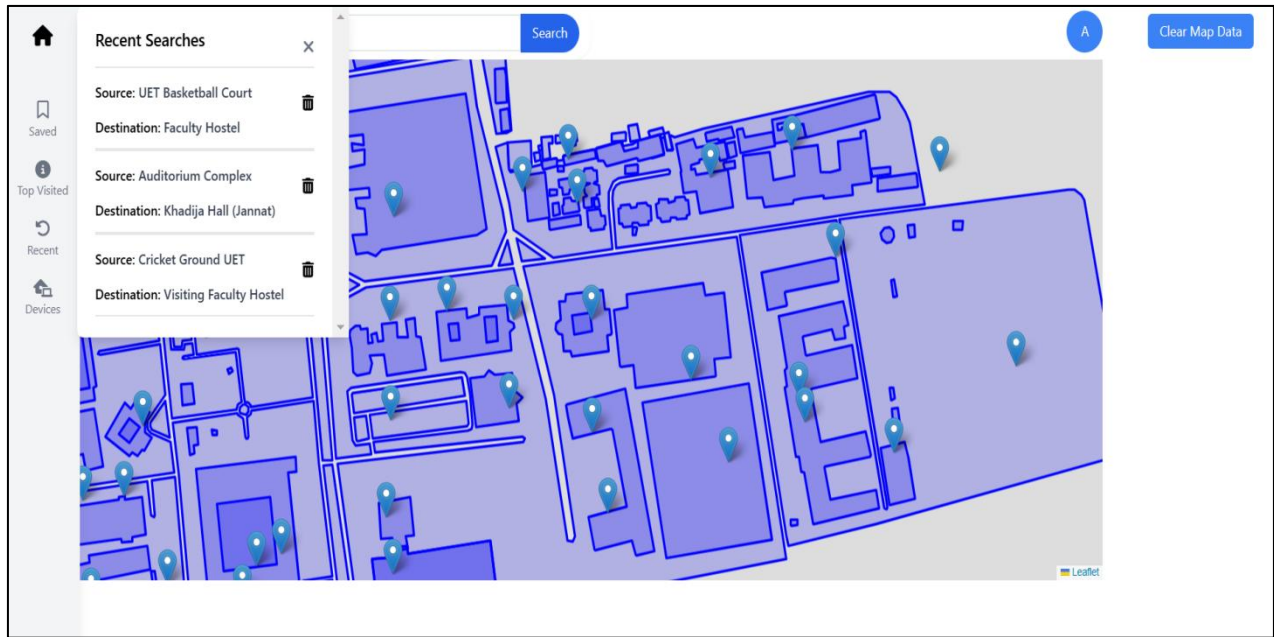 Recent Searches
Search
A
Clear Map Data
Source: UET Basketball Court
Destination: Faculty Hostel
Source: Auditorium Complex
Destination: Khadija Hall (Jannat)
Source: Cricket Ground UET
Destination: Visiting Faculty Hostel
Saved
Top Visited
Recent
Devices
Leaflet